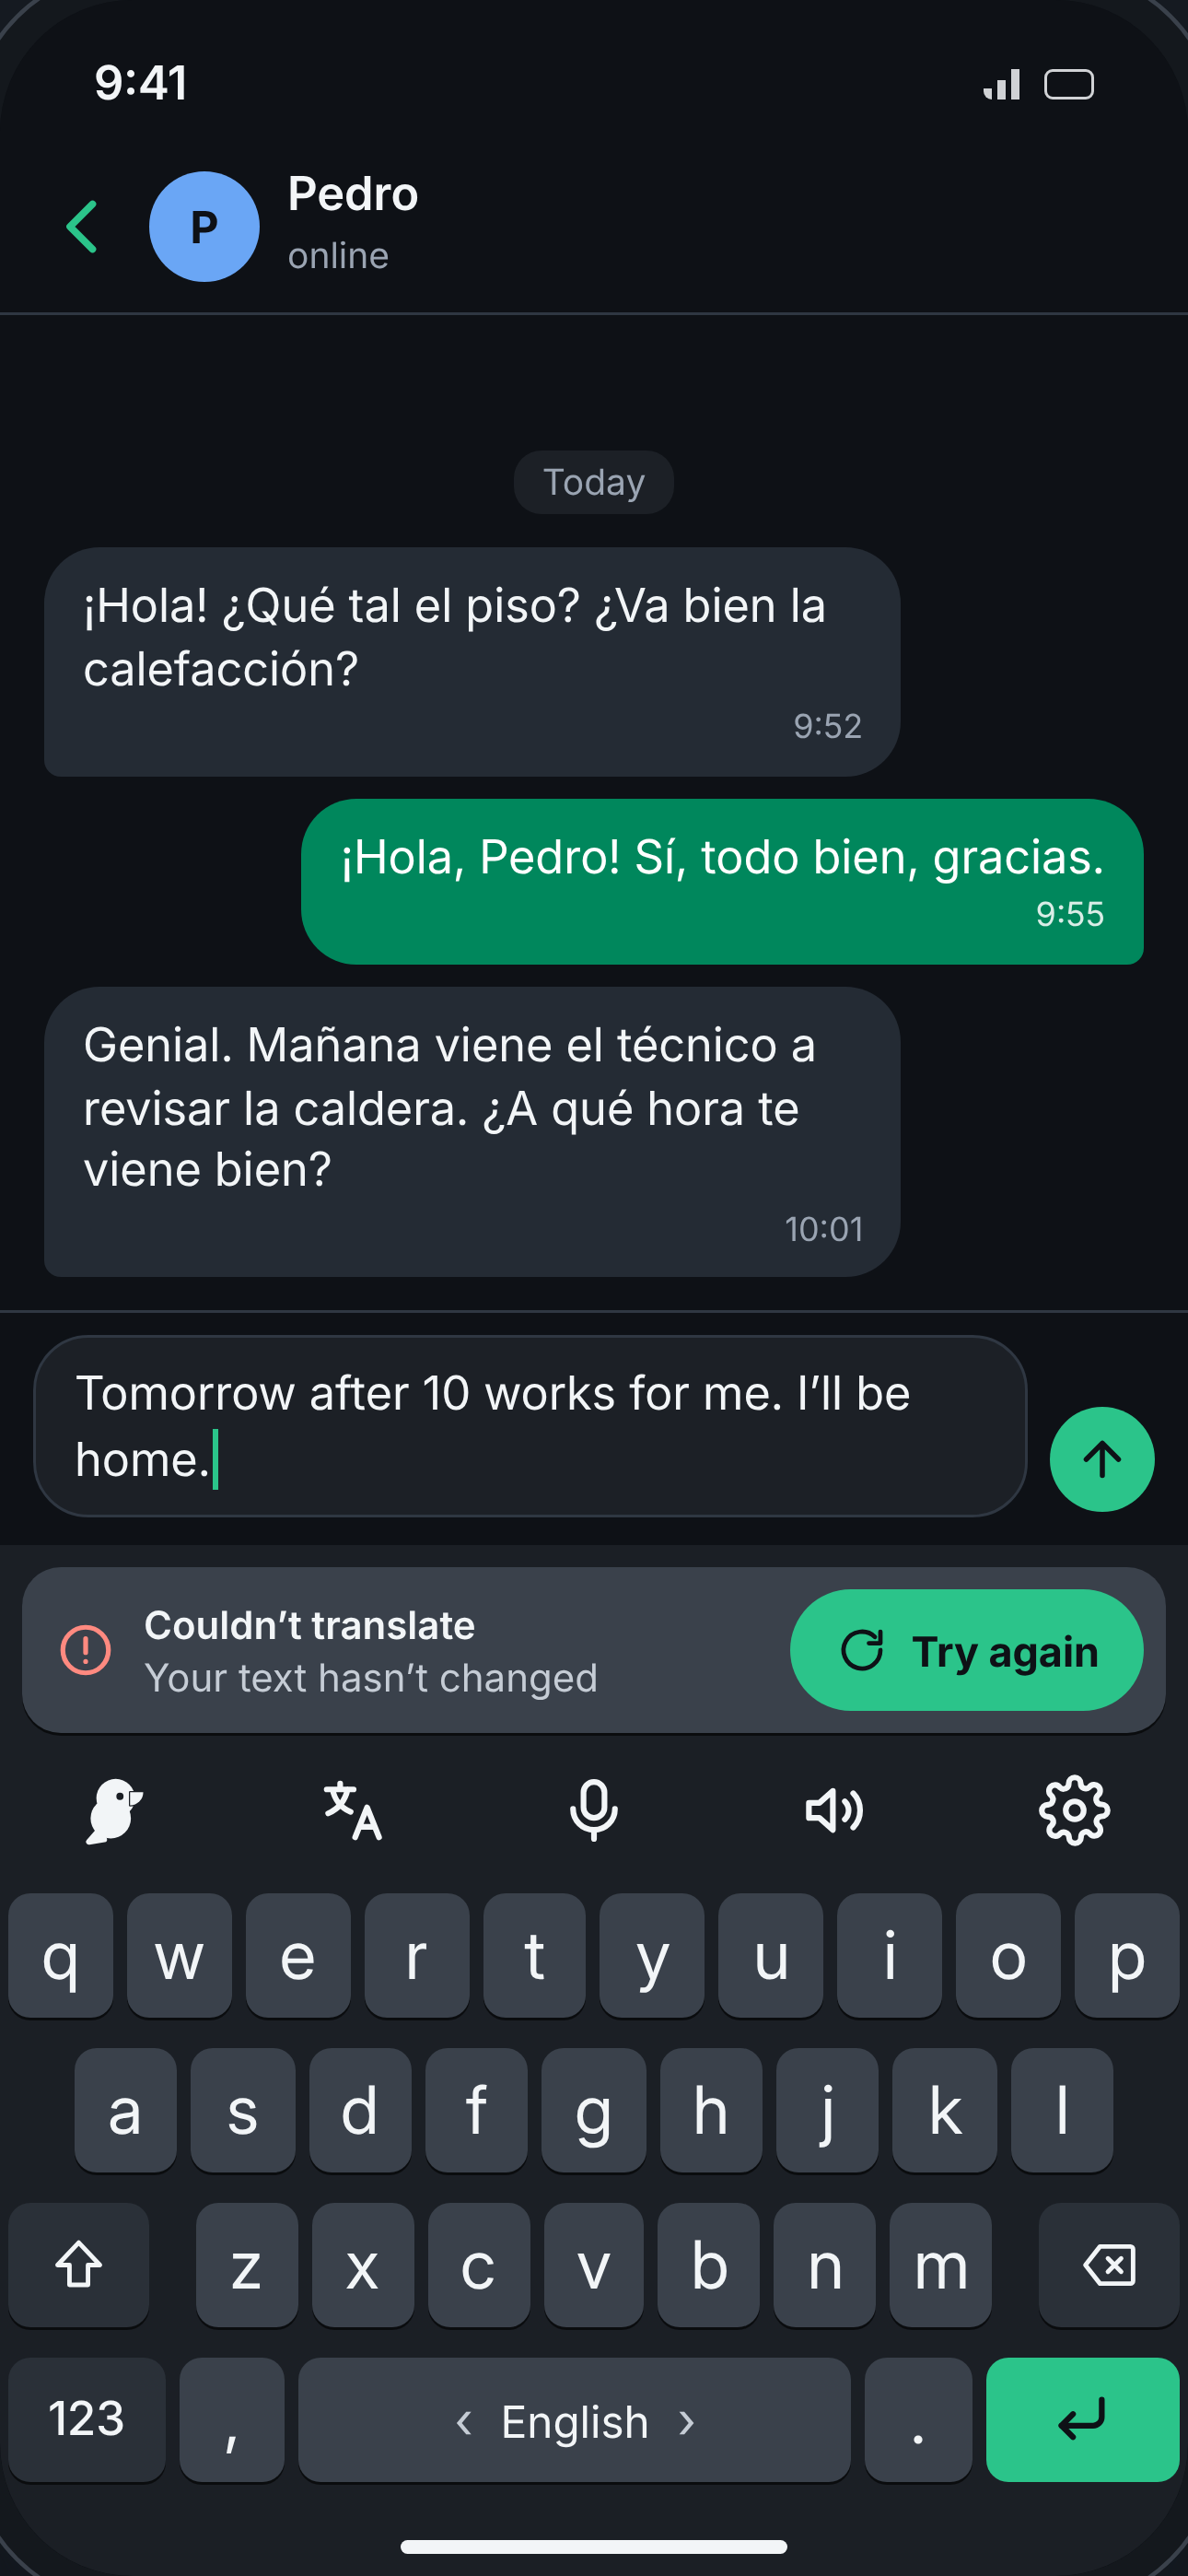 9:41
P
Pedro
online
Today
¡Hola! ¿Qué tal el piso? ¿Va bien la
calefacción?
9:52
¡Hola, Pedro! Sí, todo bien, gracias.
9:55
Genial. Mañana viene el técnico a
revisar la caldera. ¿A qué hora te
viene bien?
10:01
Tomorrow after 10 works for me. I’ll be
home.
Couldn’t translate
Your text hasn’t changed
Try again
q w e r t y u i o p
a s d f g h j k l
z x c v b n m
123 , ‹ English › .